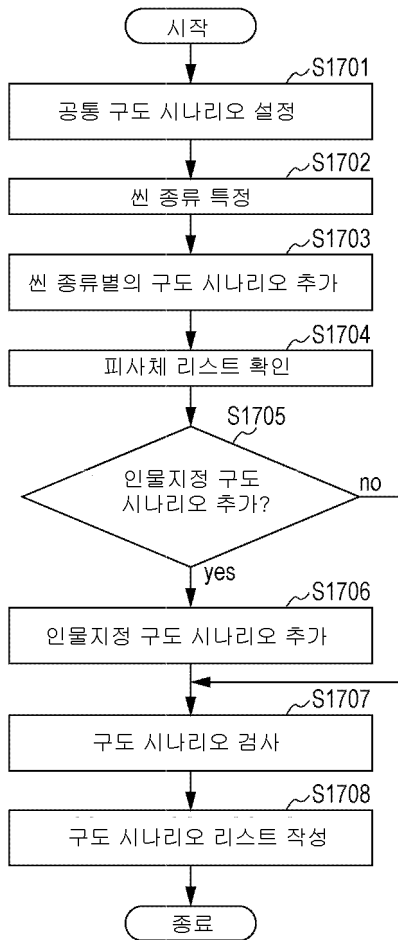 시작
S1701
공통 구도 시나리오 설정
S1702
씬 종류 특정
S1703
씬 종류별의 구도 시나리오 추가
S1704
피사체 리스트 확인
S1705
인물지정 구도
시나리오 추가?
no
yes
S1706
인물지정 구도 시나리오 추가
S1707
구도 시나리오 검사
S1708
구도 시나리오 리스트 작성
종료